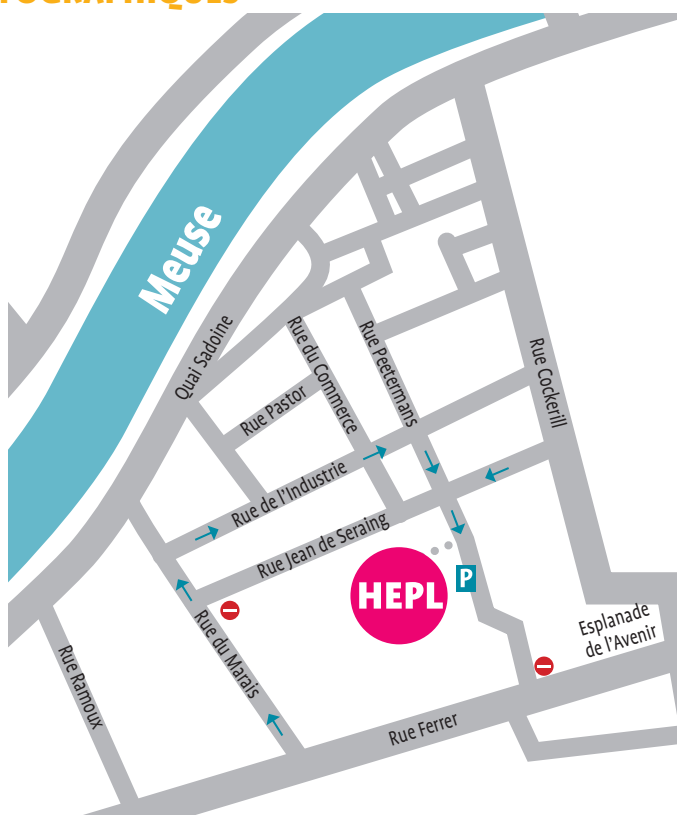 Meuse
Quai Sadoine
Rue du Commerce
Rue Peetermans
Rue Cockerill
Rue Pastor
Rue de l'Industrie
Rue Jean de Seraing
HEPL
P
Rue du Marais
Esplanade
de l'Avenir
Rue Ramoux
Rue Ferrer